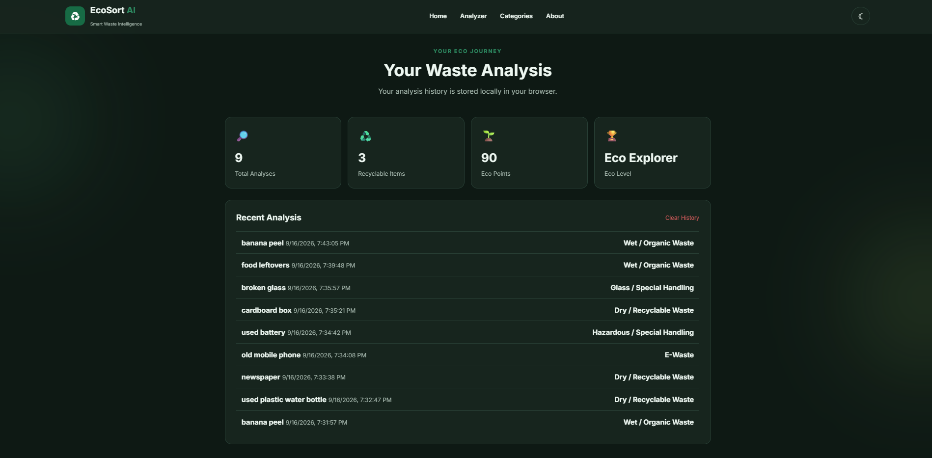 EcoSort AI
Smart Waste Intelligence
Home Analyzer Categories About
YOUR ECO JOURNEY
Your Waste Analysis
Your analysis history is stored locally in your browser.
9
Total Analyses
3
Recyclable Items
90
Eco Points
Eco Explorer
Eco Level
Recent Analysis Clear History
banana peel 9/16/2026, 7:43:05 PM Wet / Organic Waste
food leftovers 9/16/2026, 7:39:48 PM Wet / Organic Waste
broken glass 9/16/2026, 7:35:57 PM Glass / Special Handling
cardboard box 9/16/2026, 7:35:21 PM Dry / Recyclable Waste
used battery 9/16/2026, 7:34:42 PM Hazardous / Special Handling
old mobile phone 9/16/2026, 7:34:08 PM E-Waste
newspaper 9/16/2026, 7:33:38 PM Dry / Recyclable Waste
used plastic water bottle 9/16/2026, 7:32:47 PM Dry / Recyclable Waste
banana peel 9/16/2026, 7:31:57 PM Wet / Organic Waste